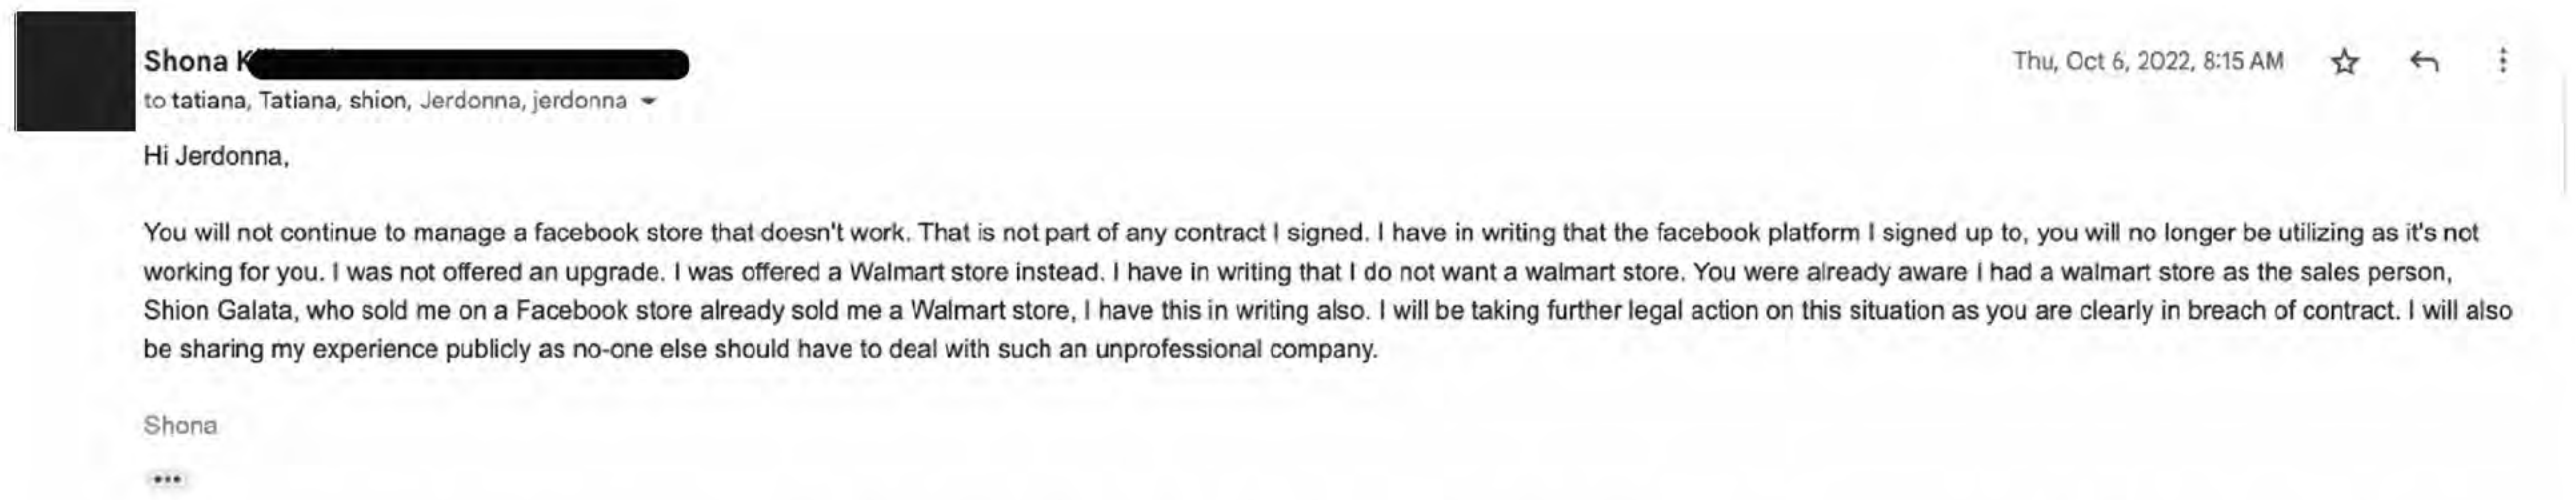 Shona K
Thu, Oct 6, 2022, 8:15 AM
to tatiana, Tatiana, shion, Jerdonna, jerdonna
Hi Jerdonna,
You will not continue to manage a facebook store that doesn't work. That is not part of any contract I signed. I have in writing that the facebook platform I signed up to, you will no longer be utilizing as it's not
working for you. I was not offered an upgrade. I was offered a Walmart store instead. I have in writing that I do not want a walmart store. You were already aware I had a walmart store as the sales person,
Shion Galata, who sold me on a Facebook store already sold me a Walmart store, I have this in writing also. I will be taking further legal action on this situation as you are clearly in breach of contract. I will also
be sharing my experience publicly as no-one else should have to deal with such an unprofessional company.
Shona